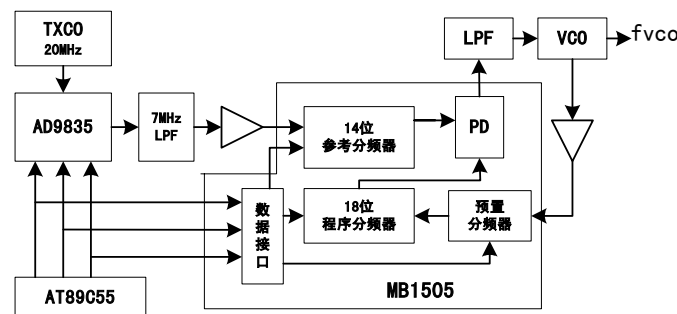 TXCO
20MHz
AD9835
7MHz
LPF
14位
参考分频器
PD
LPF
VCO
fvco
数据接口
18位
程序分频器
预置
分频器
AT89C55
MB1505